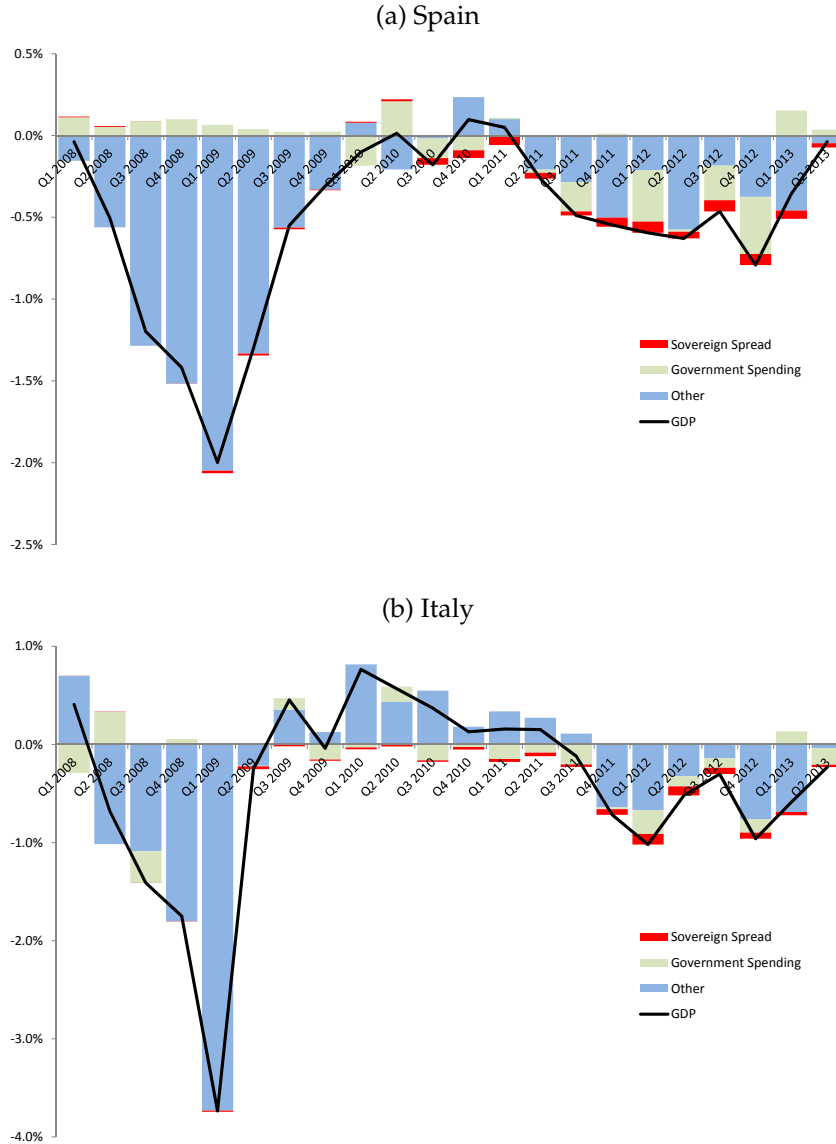 (a) Spain
0.5%
0.0%
-0.5%
-1.0%
-1.5%
-2.0%
-2.5%
Q1 2008
Q2 2008
Q3 2008
Q4 2008
Q1 2009
Q2 2009
Q3 2009
Q4 2009
Q1 2010
Q2 2010
Q3 2010
Q4 2010
Q1 2011
Q2 2011
Q3 2011
Q4 2011
Q1 2012
Q2 2012
Q3 2012
Q4 2012
Q1 2013
Q2 2013
Sovereign Spread
Government Spending
Other
GDP
(b) Italy
1.0%
0.0%
-1.0%
-2.0%
-3.0%
-4.0%
Q1 2008
Q2 2008
Q3 2008
Q4 2008
Q1 2009
Q2 2009
Q3 2009
Q4 2009
Q1 2010
Q2 2010
Q3 2010
Q4 2010
Q1 2011
Q2 2011
Q3 2011
Q4 2011
Q1 2012
Q2 2012
Q3 2012
Q4 2012
Q1 2013
Q2 2013
Sovereign Spread
Government Spending
Other
GDP